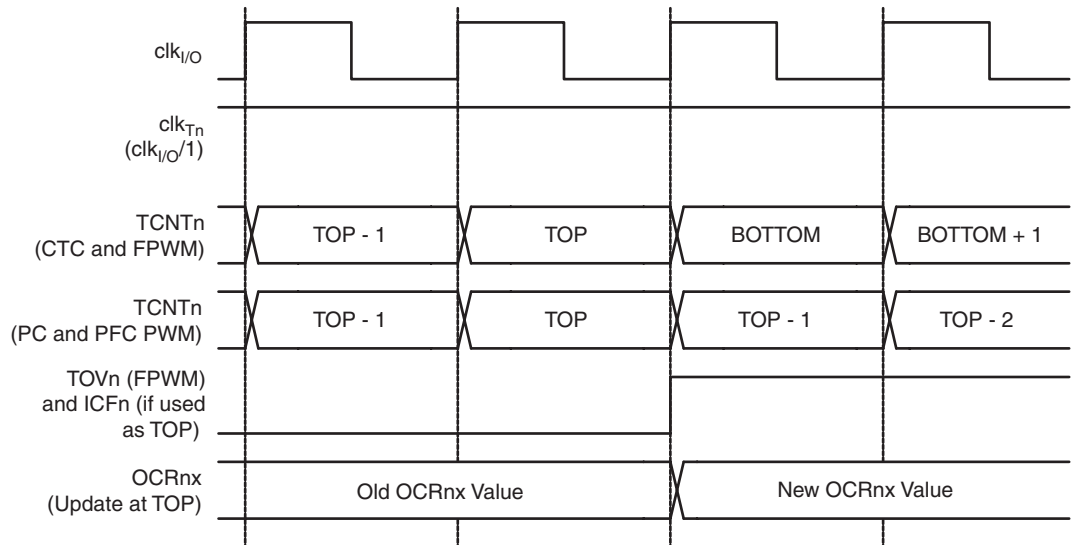 clkI/O
clkTn
(clkI/O/1)
TCNTn
(CTC and FPWM)
TOP - 1
TOP
BOTTOM
BOTTOM + 1
TCNTn
(PC and PFC PWM)
TOP - 1
TOP
TOP - 1
TOP - 2
TOVn (FPWM)
and ICFn (if used
as TOP)
OCRnx
(Update at TOP)
Old OCRnx Value
New OCRnx Value